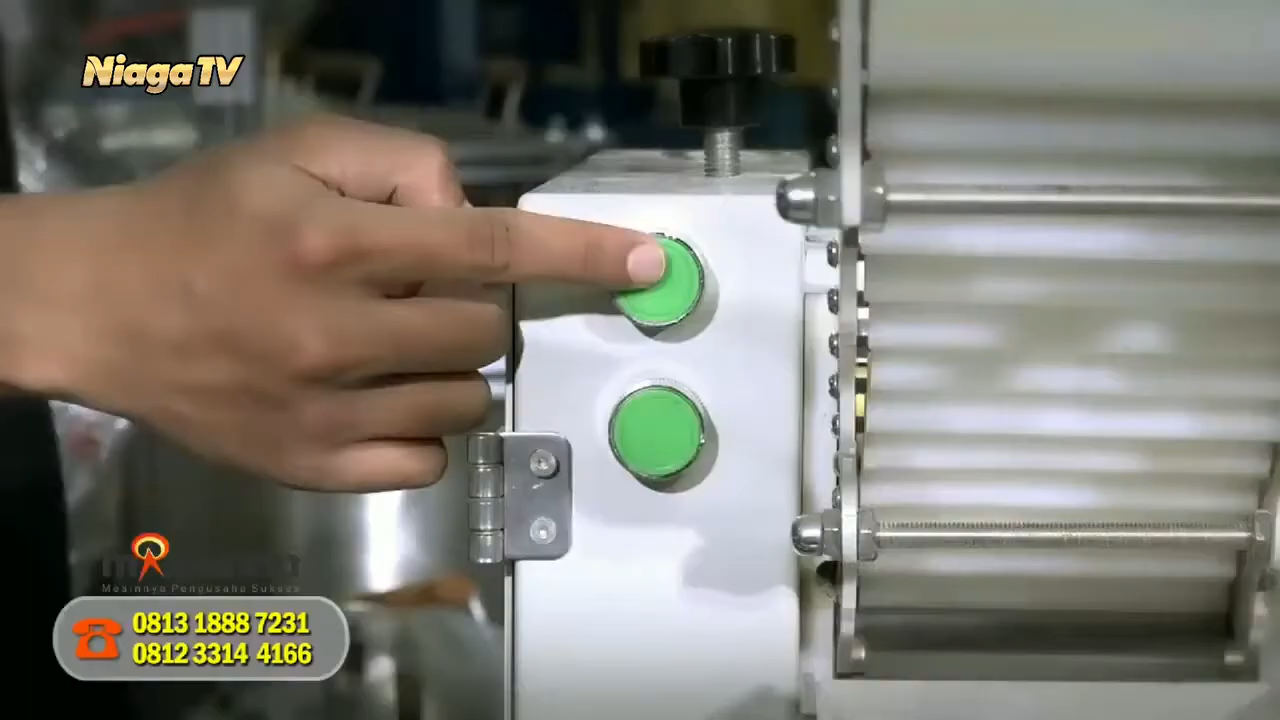 NiagaTV
Mesinnya Pengusaha Sukses
0813 1888 7231
0812 3314 4166